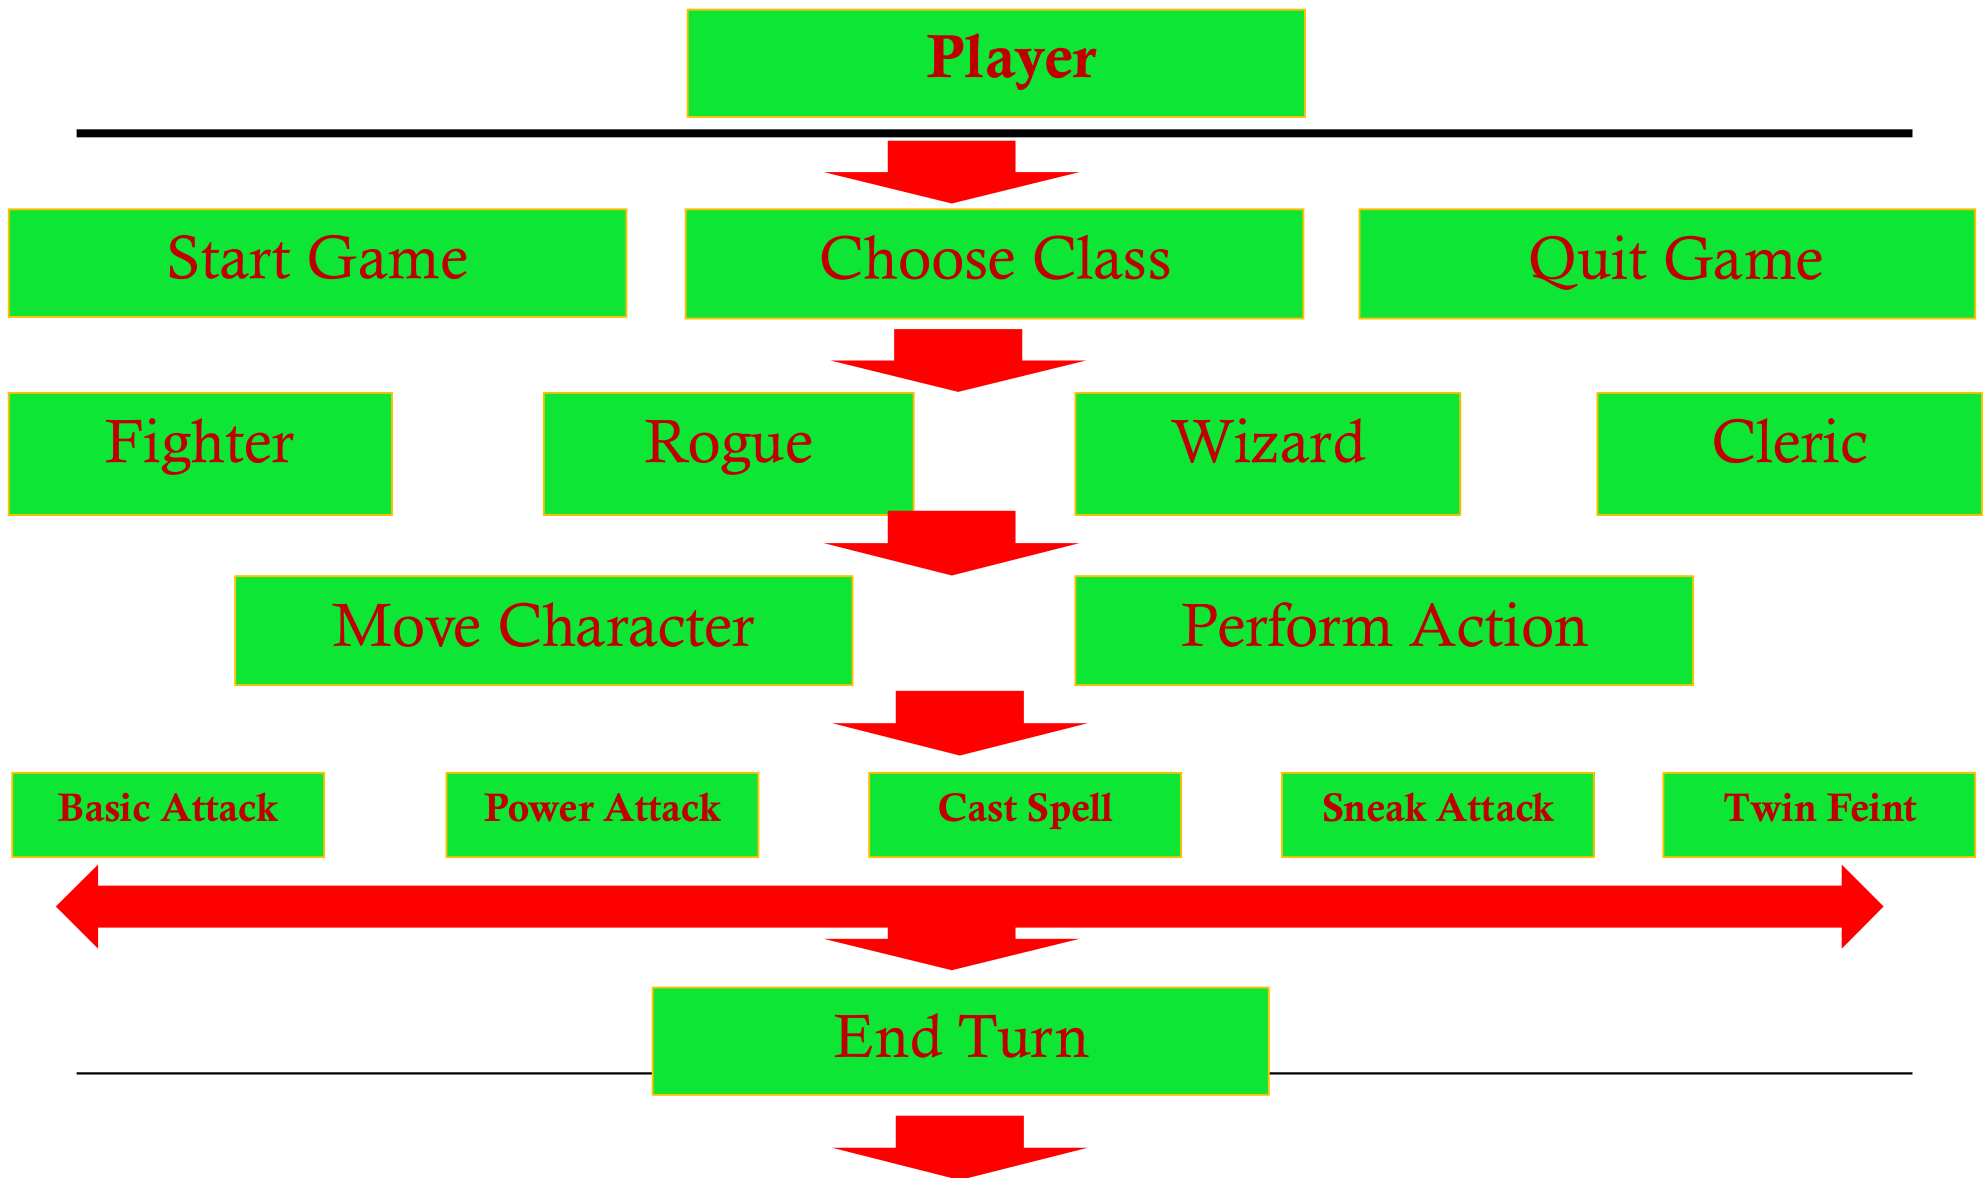 Player
Start Game
Choose Class
Quit Game
Fighter
Rogue
Wizard
Cleric
Move Character
Perform Action
Basic Attack
Power Attack
Cast Spell
Sneak Attack
Twin Feint
End Turn